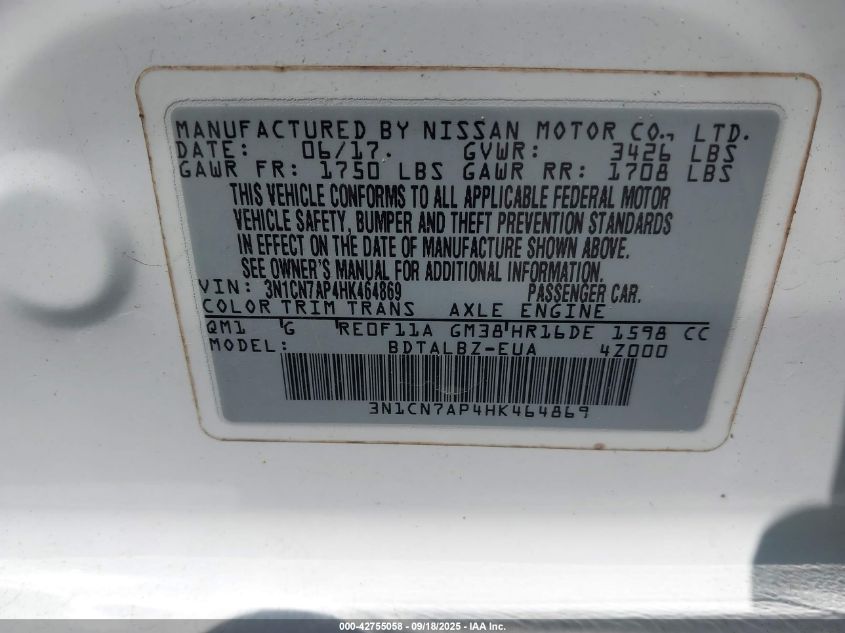 MANUFACTURED BY NISSAN MOTOR CO., LTD.
DATE: 06/17. GVWR: 3426 LBS
GAWR FR: 1750 LBS GAWR RR: 1708 LBS
THIS VEHICLE CONFORMS TO ALL APPLICABLE FEDERAL MOTOR
VEHICLE SAFETY, BUMPER AND THEFT PREVENTION STANDARDS
IN EFFECT ON THE DATE OF MANUFACTURE SHOWN ABOVE.
SEE OWNER'S MANUAL FOR ADDITIONAL INFORMATION.
VIN: 3N1CN7AP4HK464869 PASSENGER CAR.
COLOR TRIM TRANS AXLE ENGINE
QM1 G RE0F11A GM38 HR16DE 1598 CC
MODEL: BDTALBZ-EUA 4Z000
3N1CN7AP4HK464869
000-42755058 - 09/18/2025 - IAA Inc.